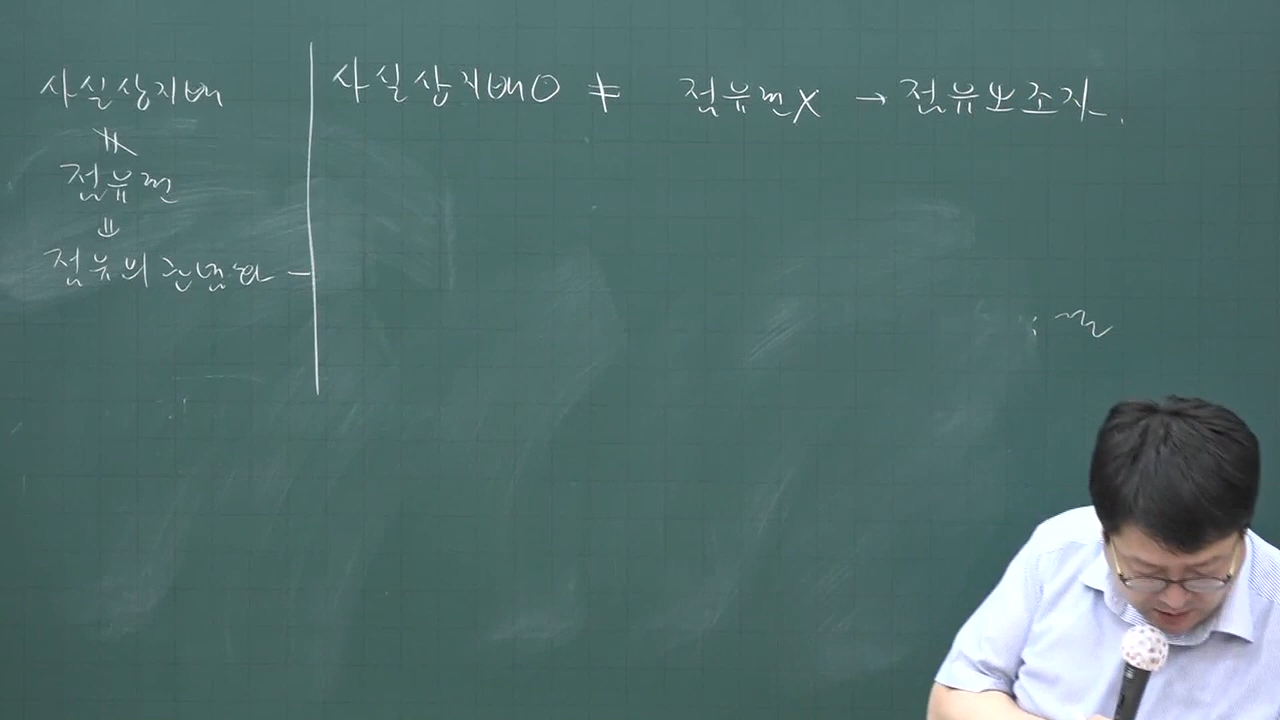 사실상지배
≠
점유권
=
점유의 관념화 -
사실상지배O ≠ 점유권X → 점유보조자.